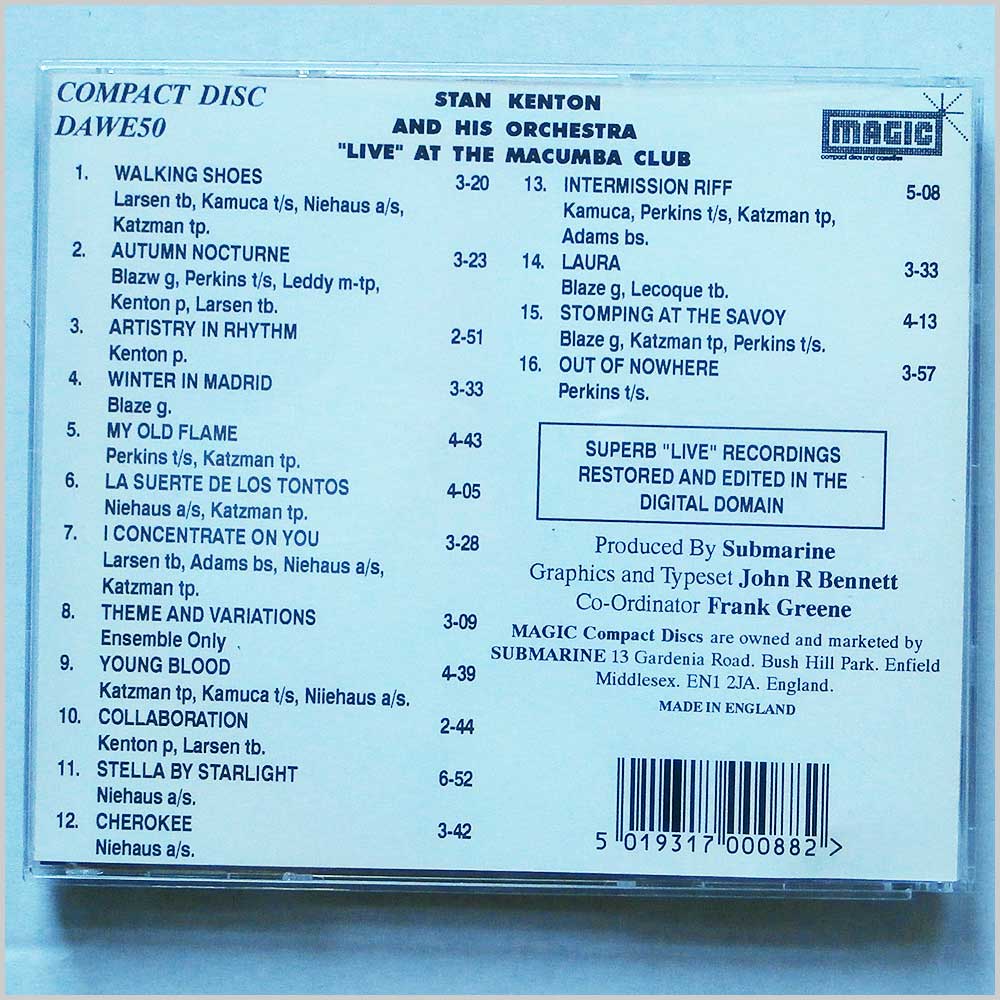 COMPACT DISC
DAWE50
STAN KENTON
AND HIS ORCHESTRA
"LIVE" AT THE MACUMBA CLUB
MAGIC
compact discs and cassettes
1. WALKING SHOES 3-20
Larsen tb, Kamuca t/s, Niehaus a/s,
Katzman tp.
2. AUTUMN NOCTURNE 3-23
Blazw g, Perkins t/s, Leddy m-tp,
Kenton p, Larsen tb.
3. ARTISTRY IN RHYTHM 2-51
Kenton p.
4. WINTER IN MADRID 3-33
Blaze g.
5. MY OLD FLAME 4-43
Perkins t/s, Katzman tp.
6. LA SUERTE DE LOS TONTOS 4-05
Niehaus a/s, Katzman tp.
7. I CONCENTRATE ON YOU 3-28
Larsen tb, Adams bs, Niehaus a/s,
Katzman tp.
8. THEME AND VARIATIONS 3-09
Ensemble Only
9. YOUNG BLOOD 4-39
Katzman tp, Kamuca t/s, Niiehaus a/s.
10. COLLABORATION 2-44
Kenton p, Larsen tb.
11. STELLA BY STARLIGHT 6-52
Niehaus a/s.
12. CHEROKEE 3-42
Niehaus a/s.
13. INTERMISSION RIFF 5-08
Kamuca, Perkins t/s, Katzman tp,
Adams bs.
14. LAURA 3-33
Blaze g, Lecoque tb.
15. STOMPING AT THE SAVOY 4-13
Blaze g, Katzman tp, Perkins t/s.
16. OUT OF NOWHERE 3-57
Perkins t/s.
SUPERB "LIVE" RECORDINGS
RESTORED AND EDITED IN THE
DIGITAL DOMAIN
Produced By Submarine
Graphics and Typeset John R Bennett
Co-Ordinator Frank Greene
MAGIC Compact Discs are owned and marketed by
SUBMARINE 13 Gardenia Road. Bush Hill Park. Enfield
Middlesex. EN1 2JA. England.
MADE IN ENGLAND
5 019317 000882 >